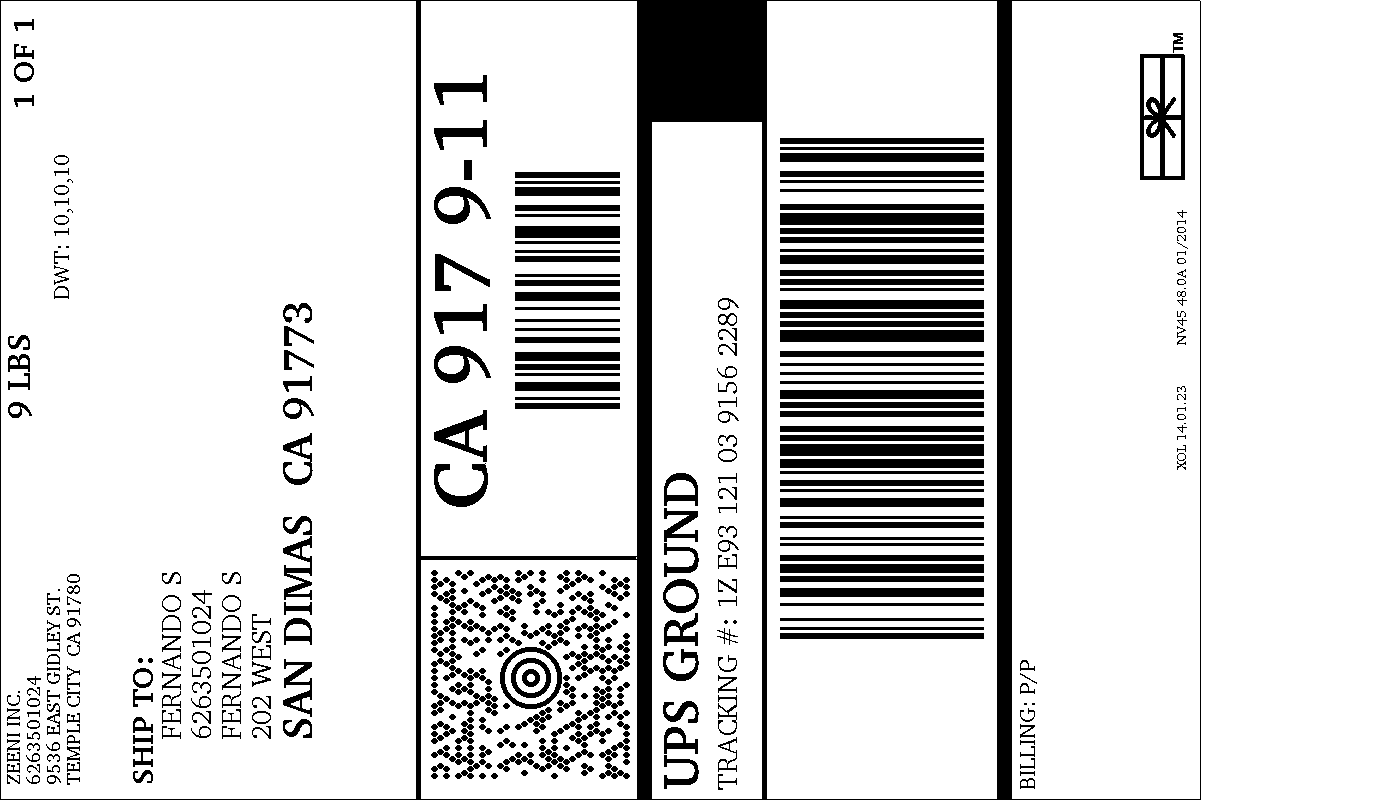 ZEENI INC.
6263501024
9536 EAST GIDLEY ST.
TEMPLE CITY CA 91780
9 LBS
1 OF 1
DWT: 10,10,10
SHIP TO:
FERNANDO S
6263501024
FERNANDO S
202 WEST
SAN DIMAS CA 91773
CA 917 9-11
UPS GROUND
TRACKING #: 1Z E93 121 03 9156 2289
BILLING: P/P
XOL 14.01.23 NV45 48.0A 01/2014
TM